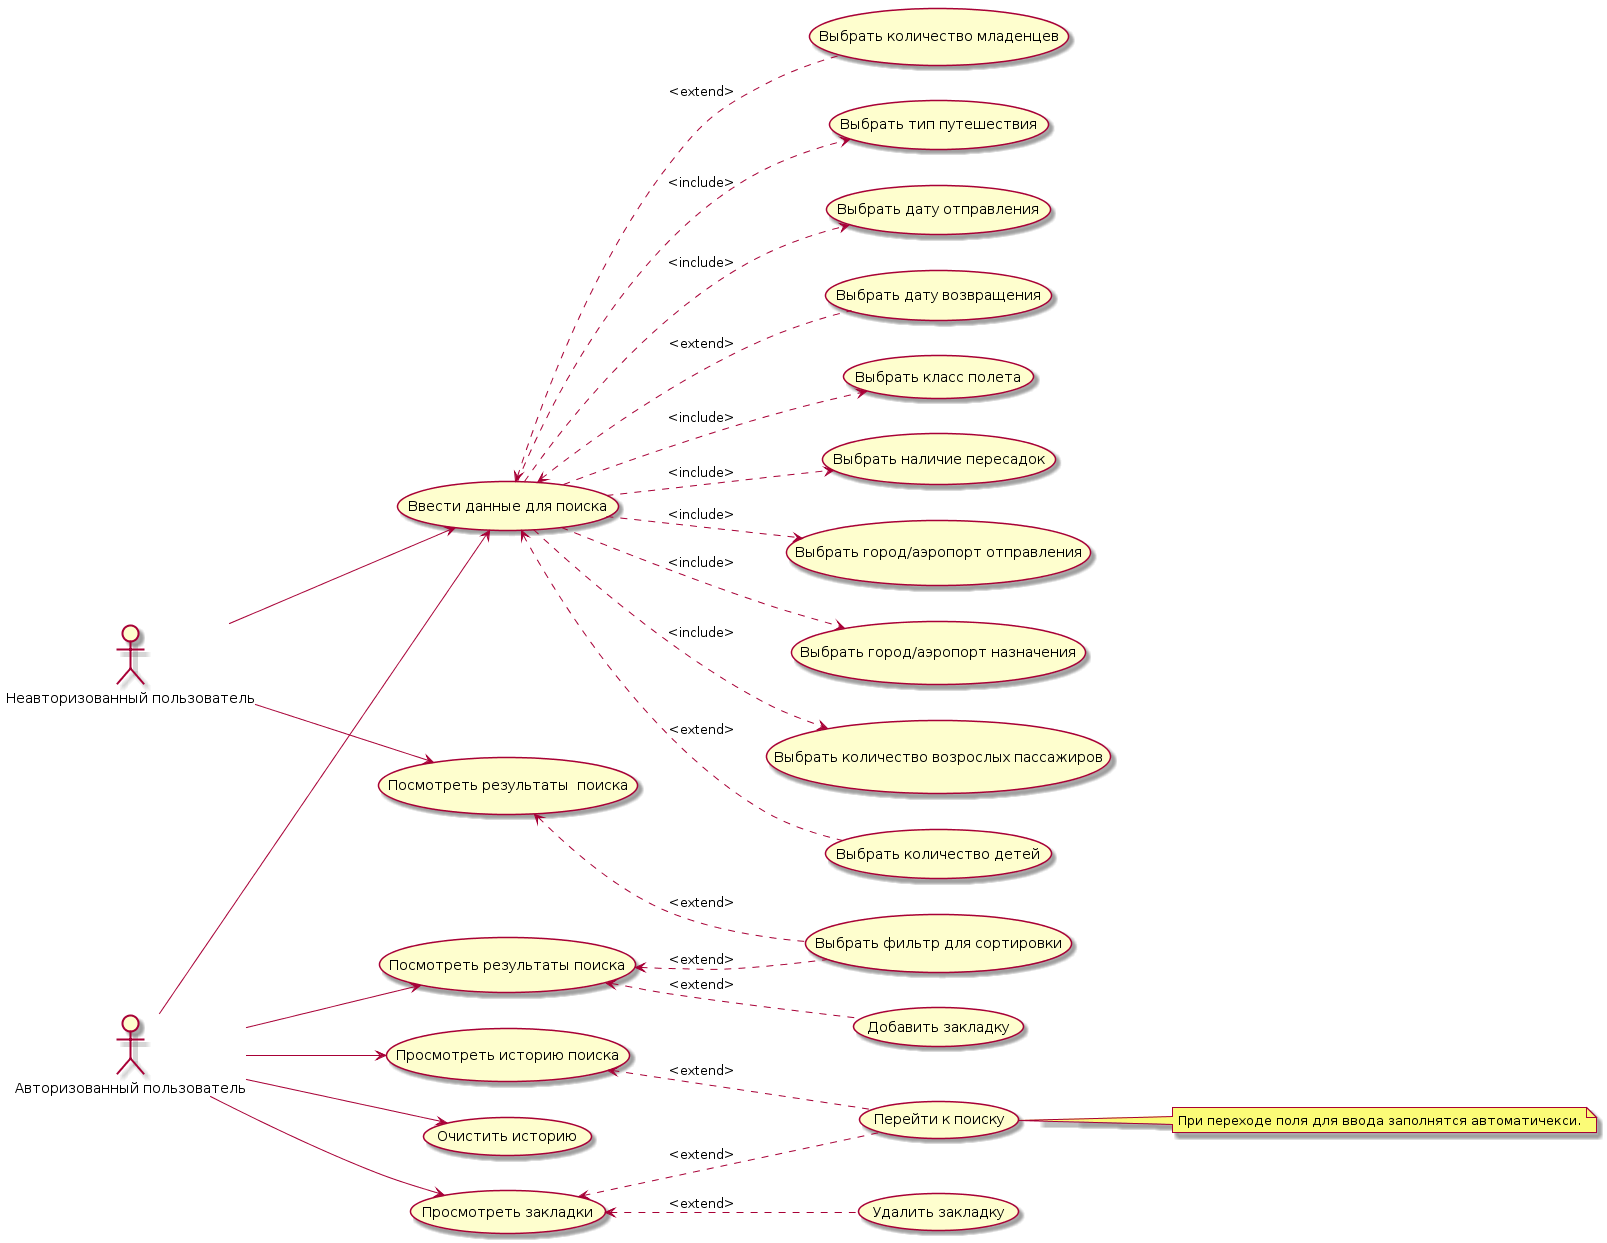 Выбрать количество младенцев
<extend>
Выбрать тип путешествия
<include>
Выбрать дату отправления
<include>
Выбрать дату возвращения
<extend>
Выбрать класс полета
<include>
Выбрать наличие пересадок
<include>
Ввести данные для поиска
<include>
Выбрать город/аэропорт отправления
<include>
Выбрать город/аэропорт назначения
<include>
Неавторизованный пользователь
<extend>
Выбрать количество возрослых пассажиров
Посмотреть результаты  поиска
Выбрать количество детей
<extend>
Выбрать фильтр для сортировки
Посмотреть результаты поиска
<extend>
<extend>
Добавить закладку
Просмотреть историю поиска
<extend>
Авторизованный пользователь
Перейти к поиску
При переходе поля для ввода заполнятся автоматичекси.
Очистить историю
<extend>
<extend>
Просмотреть закладки
Удалить закладку